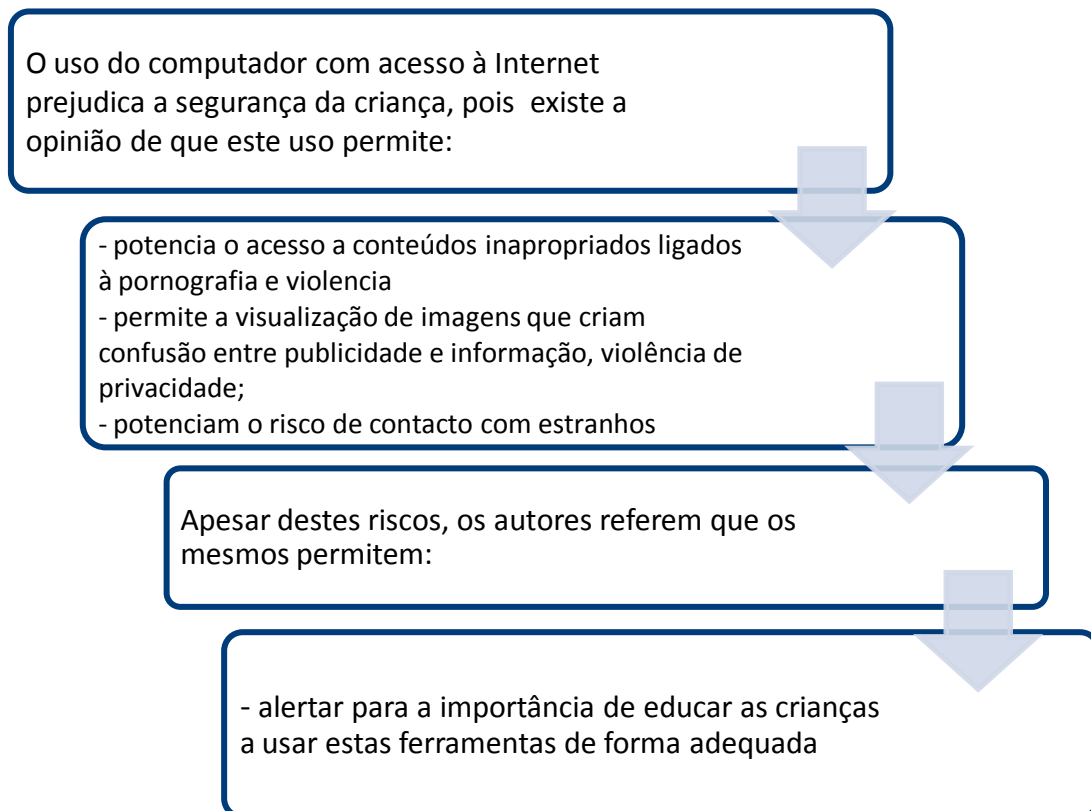 O uso do computador com acesso à Internet
prejudica a segurança da criança, pois existe a
opinião de que este uso permite:
- potencia o acesso a conteúdos inapropriados ligados
à pornografia e violencia
- permite a visualização de imagens que criam
confusão entre publicidade e informação, violência de
privacidade;
- potenciam o risco de contacto com estranhos
Apesar destes riscos, os autores referem que os
mesmos permitem:
- alertar para a importância de educar as crianças
a usar estas ferramentas de forma adequada